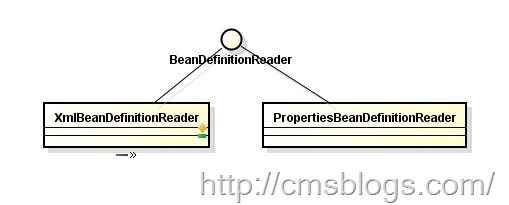 BeanDefinitionReader
XmlBeanDefinitionReader
PropertiesBeanDefinitionReader
http://cmsblogs.com/